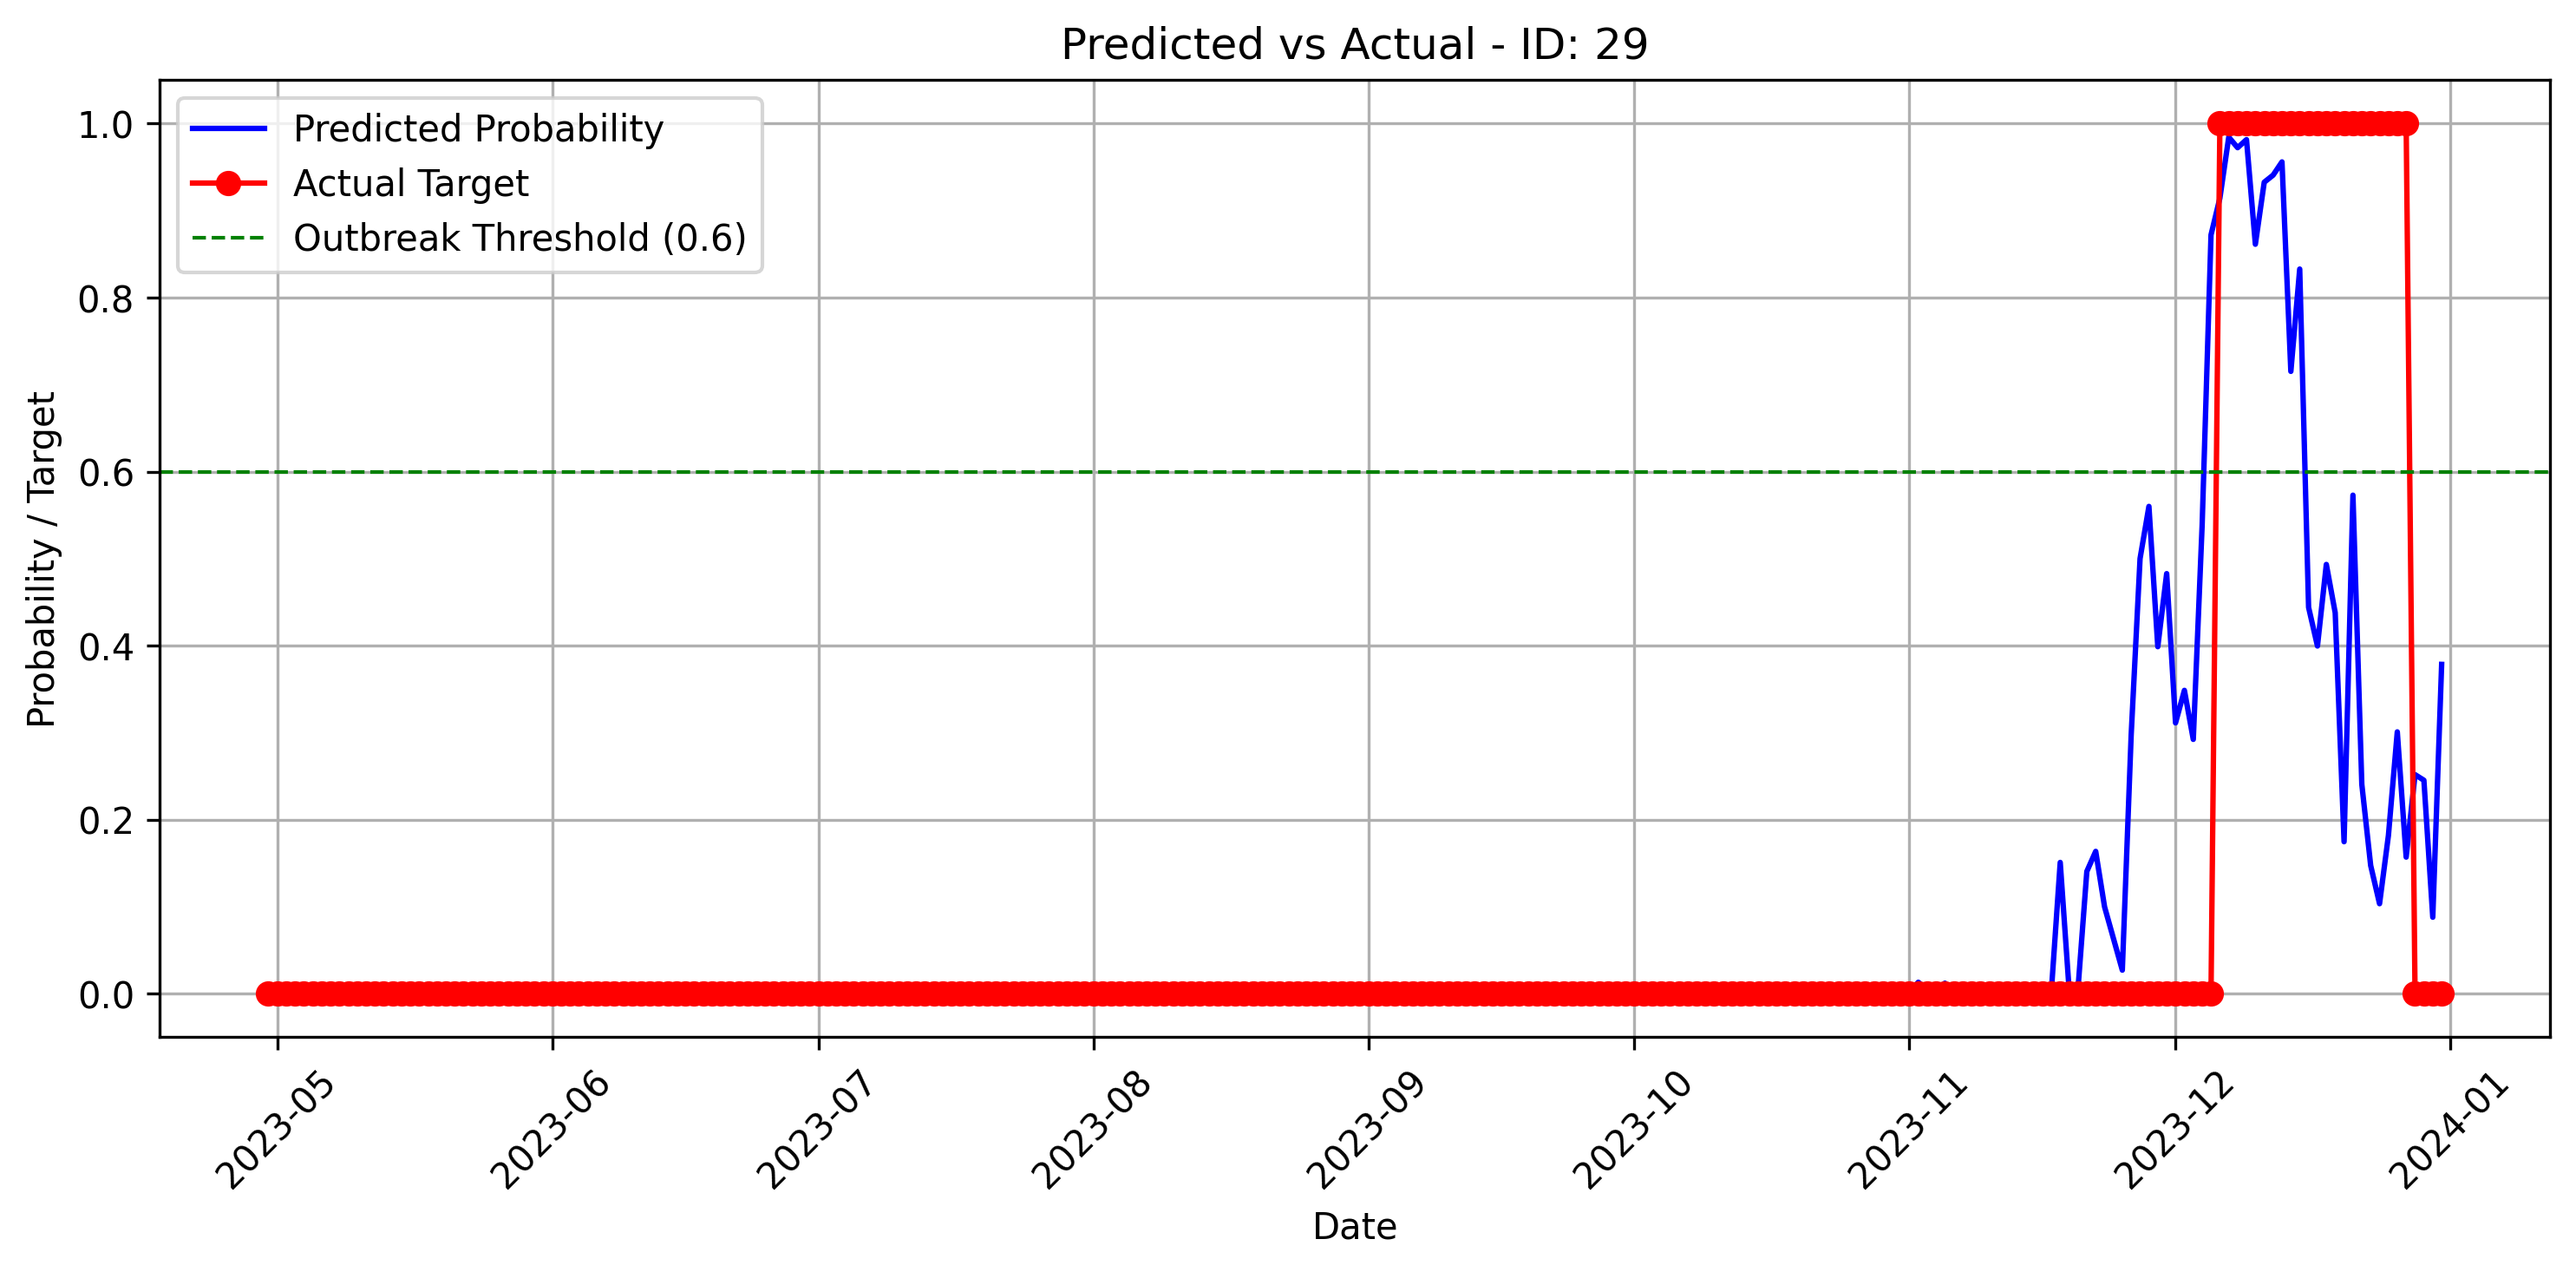 Predicted vs Actual - ID: 29
Predicted Probability
Actual Target
Outbreak Threshold (0.6)
Probability / Target
1.0
0.8
0.6
0.4
0.2
0.0
2023-05
2023-06
2023-07
2023-08
2023-09
2023-10
2023-11
2023-12
2024-01
Date